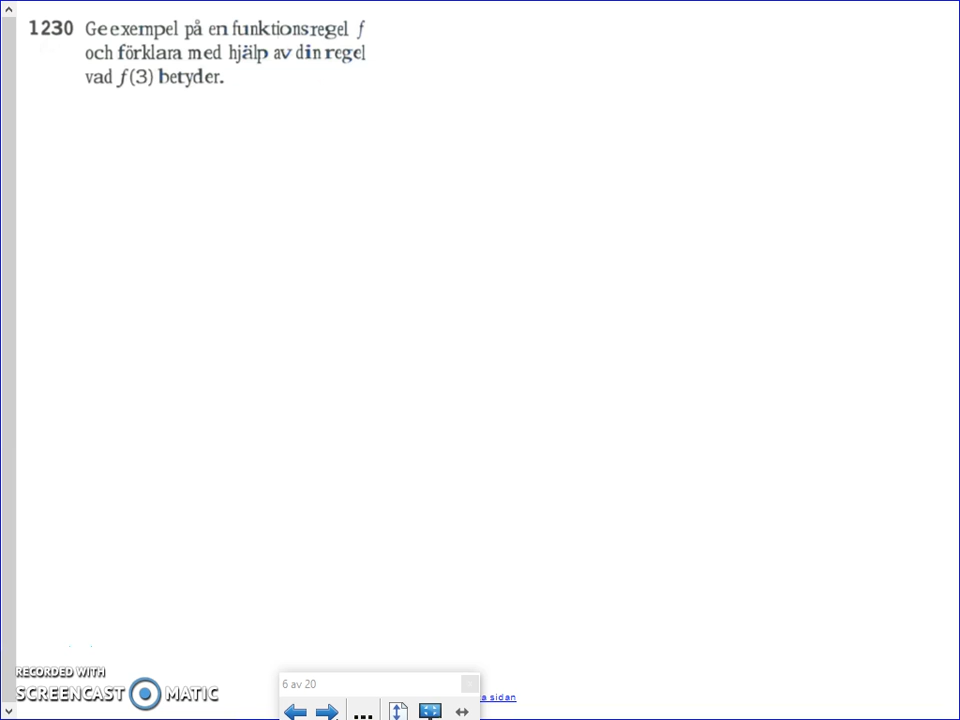 1230 Ge exempel på en funktionsregel f
och förklara med hjälp av din regel
vad f(3) betyder.
RECORDED WITH
SCREENCAST MATIC
6 av 20
a sidan